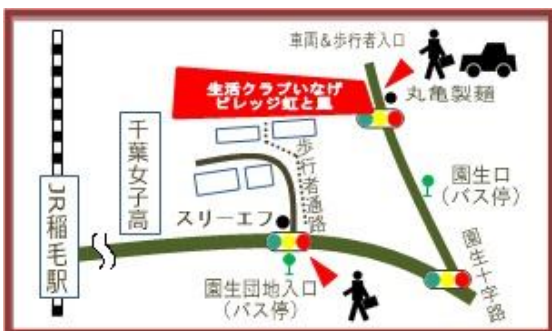 車両&歩行者入口
生活クラブいなげ
ビレッジ虹と風
丸亀製麺
千葉女子高
歩行者通路
園生口
(バス停)
スリーエフ
JR稲毛駅
園生団地入口
(バス停)
園生十字路